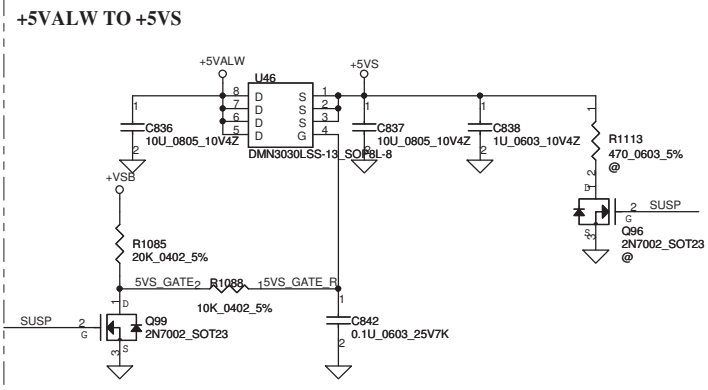 +5VALW TO +5VS
+5VALW
+5VS
U46
8 D S 1
7 D S 2
6 D S 3
5 D G 4
DMN3030LSS-13_SOP8L-8
1
C836
10U_0805_10V4Z
2
1
C837
10U_0805_10V4Z
2
1
C838
1U_0603_10V4Z
2
1
R1113
470_0603_5%
@
2
+VSB
R1085
20K_0402_5%
1
D
2
SUSP
G
S
3
Q96
2N7002_SOT23
@
5VS_GATE 2
R1088
1 5VS_GATE_R
10K_0402_5%
1
D
SUSP
2
G
Q99
2N7002_SOT23
3
S
1
C842
0.1U_0603_25V7K
2